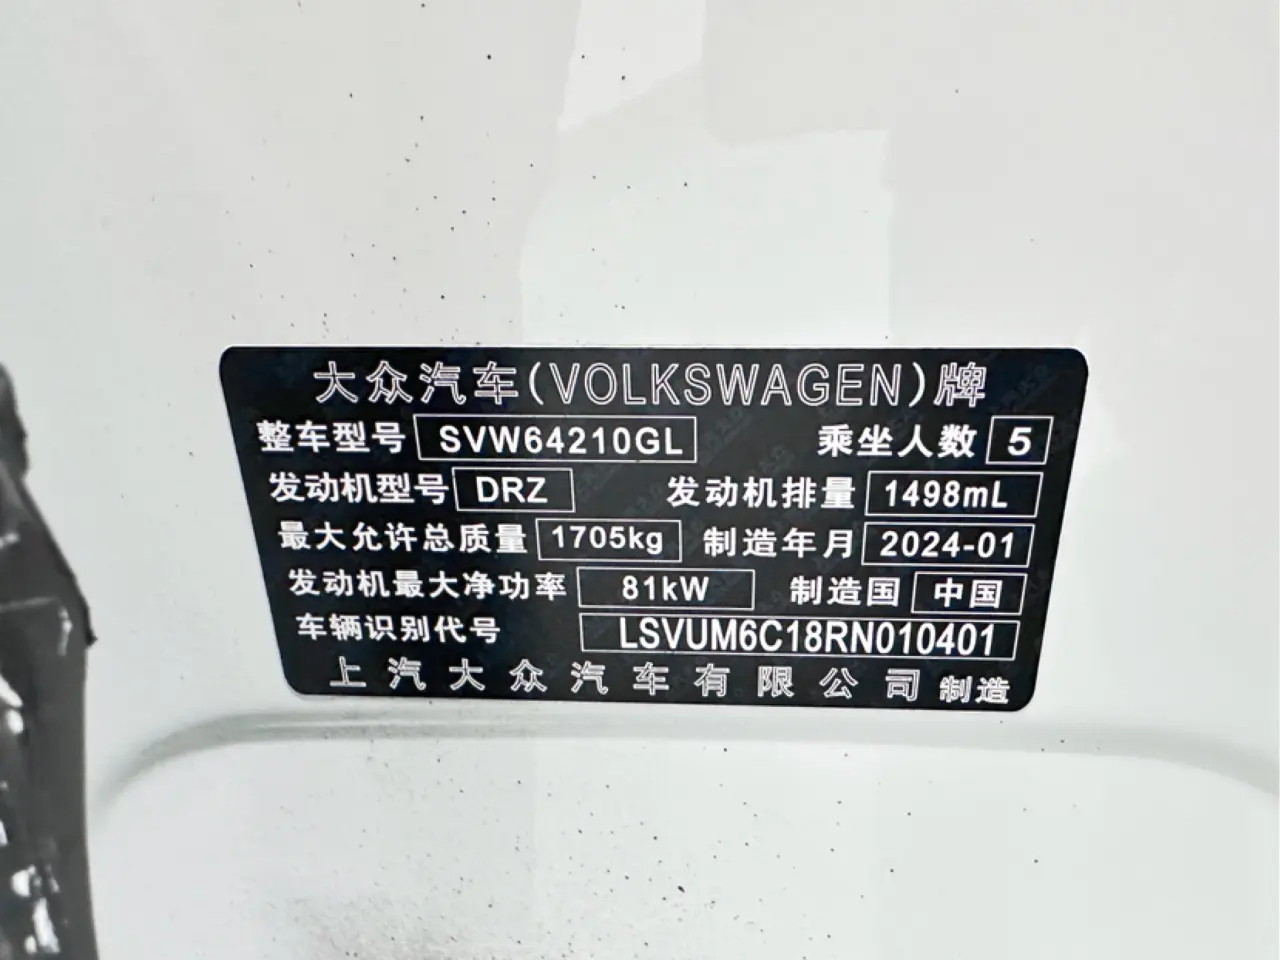 大众汽车(VOLKSWAGEN)牌
整车型号 SVW64210GL 乘坐人数 5
发动机型号 DRZ 发动机排量 1498mL
最大允许总质量 1705kg 制造年月 2024-01
发动机最大净功率 81kW 制造国 中国
车辆识别代号 LSVUM6C18RN010401
上汽大众汽车有限公司 制造